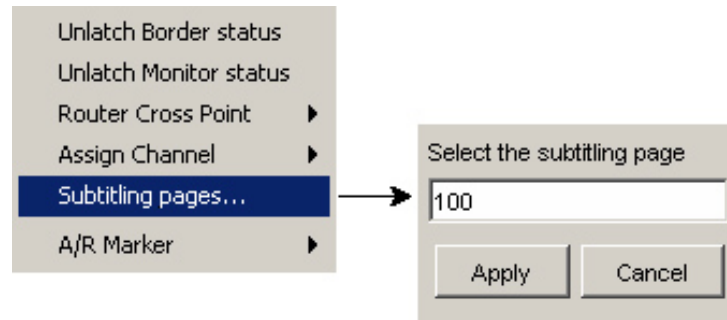 Unlatch Border status
Unlatch Monitor status
Router Cross Point
Assign Channel
Subtitling pages...
A/R Marker
Select the subtitling page
100
Apply
Cancel